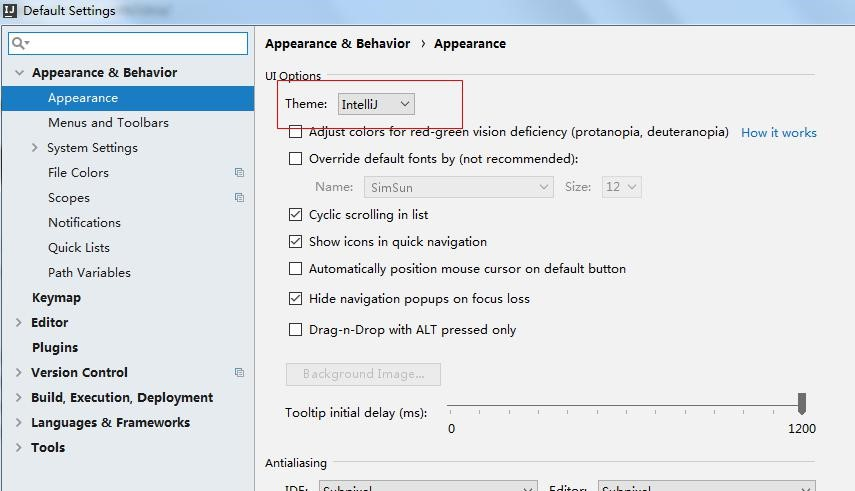 Default Settings
Appearance & Behavior › Appearance
Appearance & Behavior
Appearance
Menus and Toolbars
System Settings
File Colors
Scopes
Notifications
Quick Lists
Path Variables
Keymap
Editor
Plugins
Version Control
Build, Execution, Deployment
Languages & Frameworks
Tools
UI Options
Theme: IntelliJ
Adjust colors for red-green vision deficiency (protanopia, deuteranopia) How it works
Override default fonts by (not recommended):
Name: SimSun Size: 12
Cyclic scrolling in list
Show icons in quick navigation
Automatically position mouse cursor on default button
Hide navigation popups on focus loss
Drag-n-Drop with ALT pressed only
Background Image...
Tooltip initial delay (ms):
0 1200
Antialiasing
IDE: Subpixel Editor: Subpixel